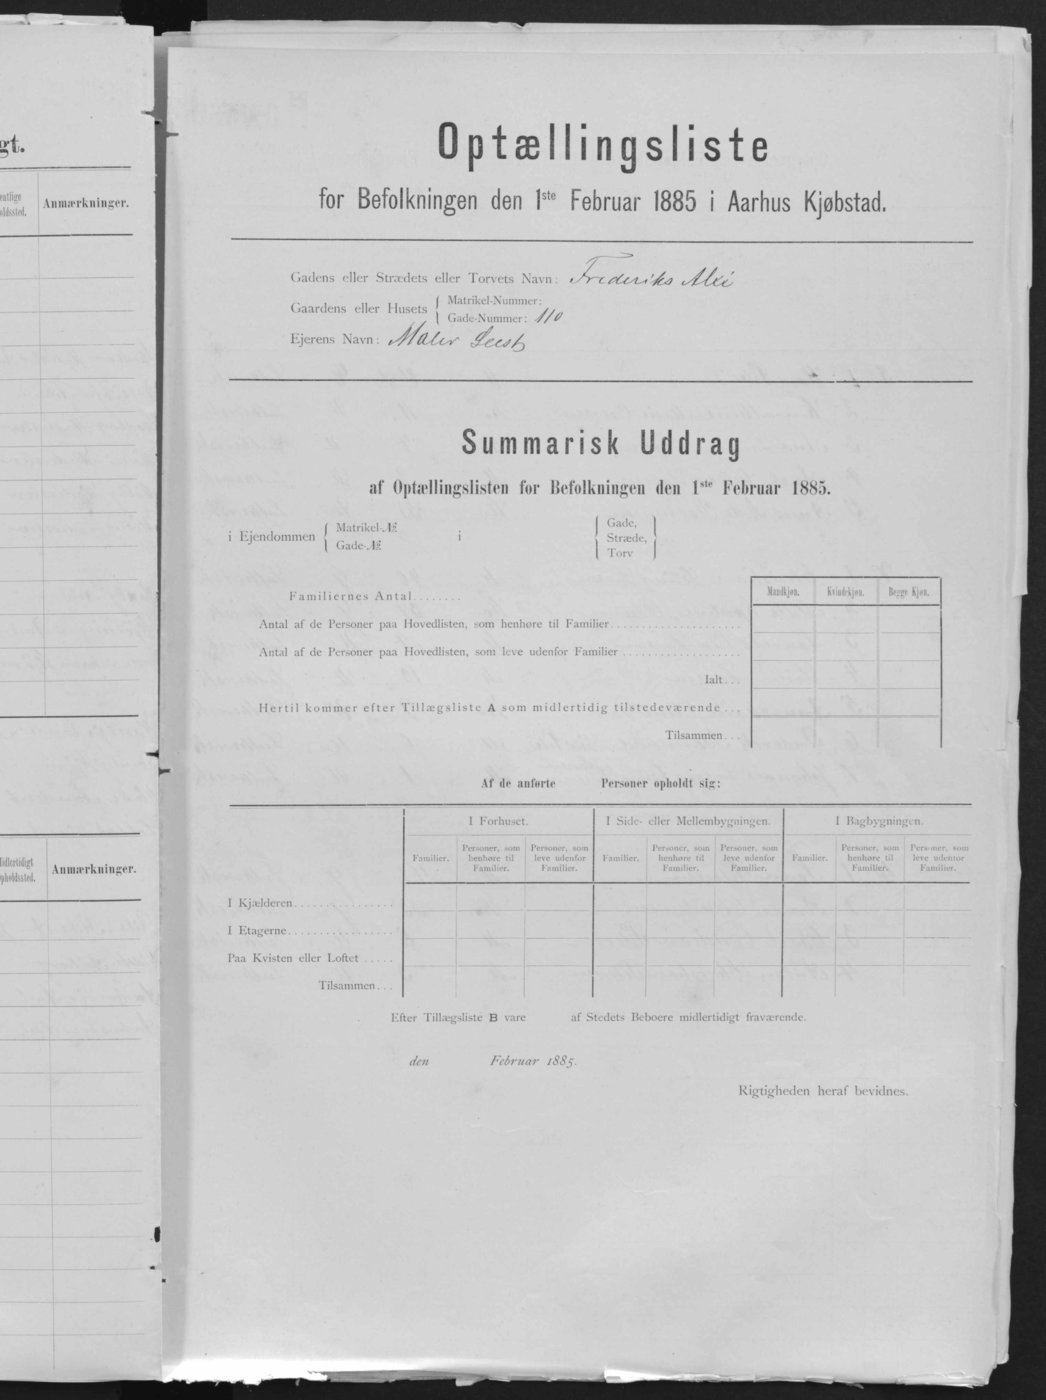 gt.
Anmærkninger.
Midlertidigt
Opholdssted.
Anmærkninger.
Optællingsliste
for Befolkningen den 1ste Februar 1885 i Aarhus Kjøbstad.
Gadens eller Strædets eller Torvets Navn: Frederiks Allé
Gaardens eller Husets { Matrikel-Nummer:
Gade-Nummer: 110
Ejerens Navn: Maler Seest
Summarisk Uddrag
af Optællingslisten for Befolkningen den 1ste Februar 1885.
i Ejendommen { Matrikel-№ i { Gade, }
Gade-№ Stræde,
Torv
Mandkjøn. Kvindekjøn. Begge Kjøn.
Familiernes Antal........
Antal af de Personer paa Hovedlisten, som henhøre til Familier....................
Antal af de Personer paa Hovedlisten, som leve udenfor Familier..................
Ialt...
Hertil kommer efter Tillægsliste A som midlertidig tilstedeværende...
Tilsammen...
Af de anførte Personer opholdt sig:
I Forhuset. I Side- eller Mellembygningen. I Bagbygningen.
Familier. Personer, som henhøre til Familier. Personer, som leve udenfor Familier. Familier. Personer, som henhøre til Familier. Personer, som leve udenfor Familier. Familier. Personer, som henhøre til Familier. Personer, som leve udenfor Familier.
I Kjælderen...............
I Etagerne................
Paa Kvisten eller Loftet.....
Tilsammen...
Efter Tillægsliste B vare af Stedets Beboere midlertidigt fraværende.
den Februar 1885.
Rigtigheden heraf bevidnes.